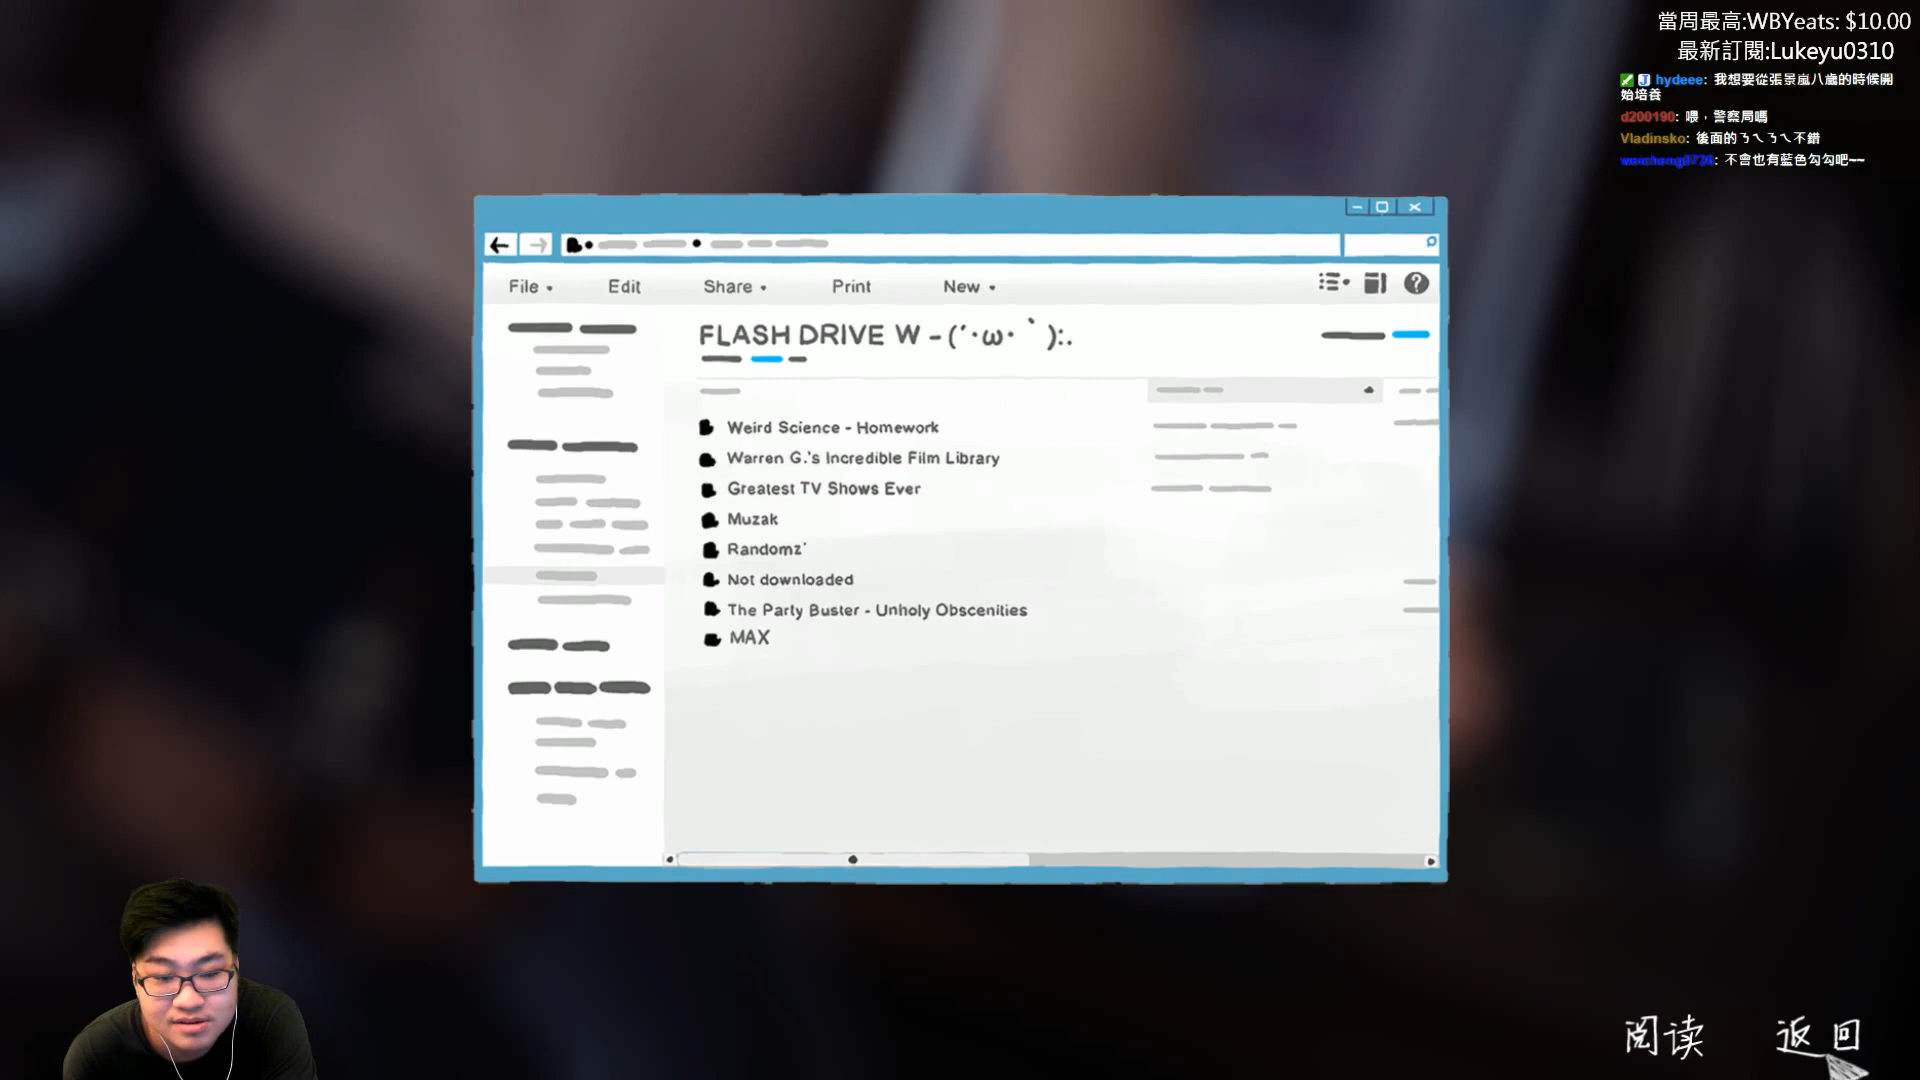 當周最高:WBYeats: $10.00
最新訂閱:Lukeyu0310
hydeee: 我想要從張景嵐八歲的時候開
始培養
d200190: 喂，警察局嗎
Vladinsko: 後面的ㄋㄟㄋㄟ不錯
weicheng0726: 不會也有藍色勾勾吧~~
File
Edit
Share
Print
New
FLASH DRIVE W - (´･ω･`):.
Weird Science - Homework
Warren G.'s Incredible Film Library
Greatest TV Shows Ever
Muzak
Randomz'
Not downloaded
The Party Buster - Unholy Obscenities
MAX
阅读 返回